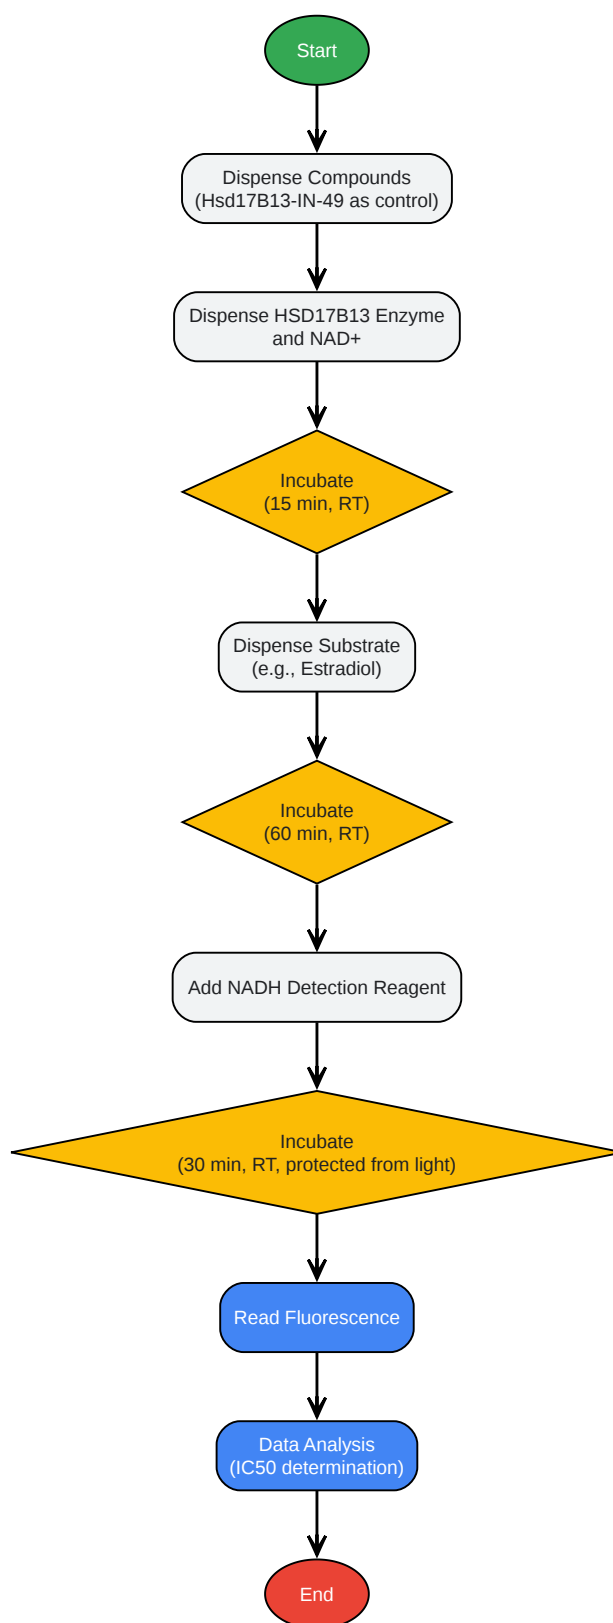 Start
Dispense Compounds
(Hsd17B13-IN-49 as control)
Dispense HSD17B13 Enzyme
and NAD+
Incubate
(15 min, RT)
Dispense Substrate
(e.g., Estradiol)
Incubate
(60 min, RT)
Add NADH Detection Reagent
Incubate
(30 min, RT, protected from light)
Read Fluorescence
Data Analysis
(IC50 determination)
End